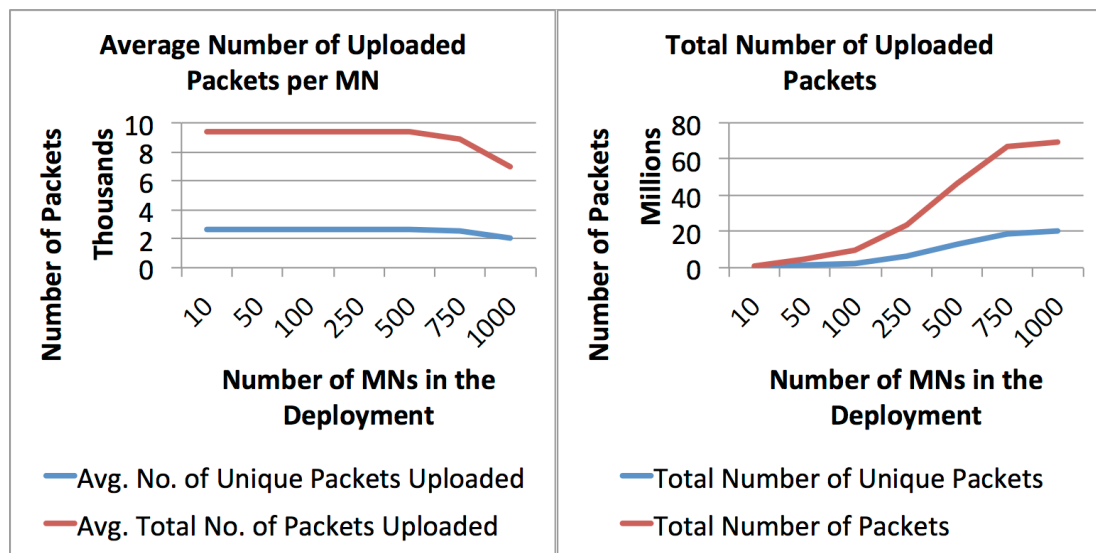 Average Number of Uploaded
Packets per MN
Number of Packets
Thousands
10
8
6
4
2
0
10
50
100
250
500
750
1000
Number of MNs in the
Deployment
Avg. No. of Unique Packets Uploaded
Avg. Total No. of Packets Uploaded
Total Number of Uploaded
Packets
Number of Packets
Millions
80
60
40
20
0
10
50
100
250
500
750
1000
Number of MNs in the
Deployment
Total Number of Unique Packets
Total Number of Packets